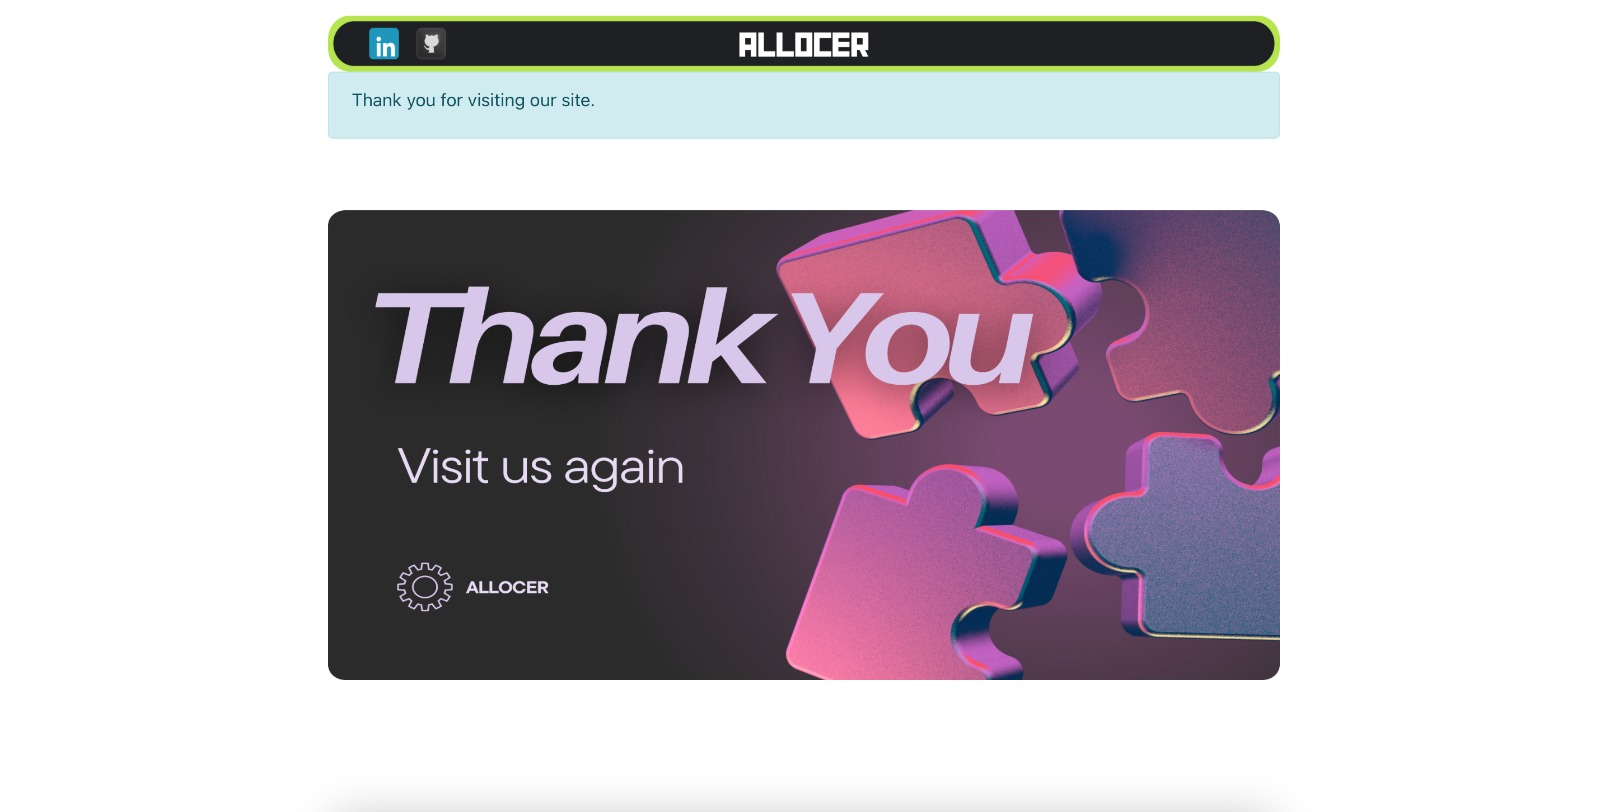 in
ALLOCER
Thank you for visiting our site.
Thank You
Visit us again
ALLOCER